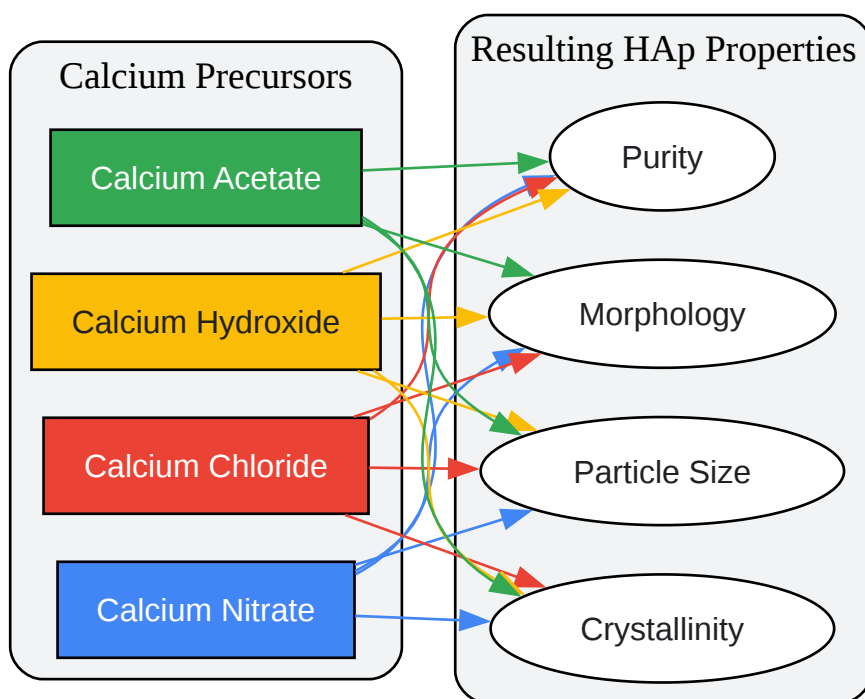 Calcium Precursors
Calcium Acetate
Calcium Hydroxide
Calcium Chloride
Calcium Nitrate
Resulting HAp Properties
Purity
Morphology
Particle Size
Crystallinity